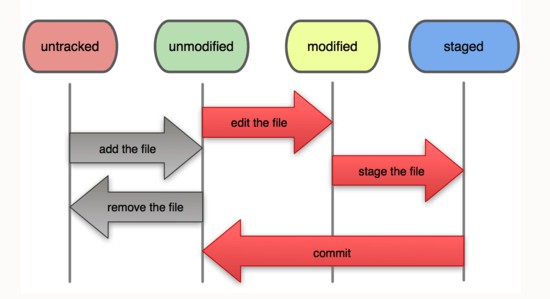 untracked
unmodified
modified
staged
edit the file
add the file
stage the file
remove the file
commit